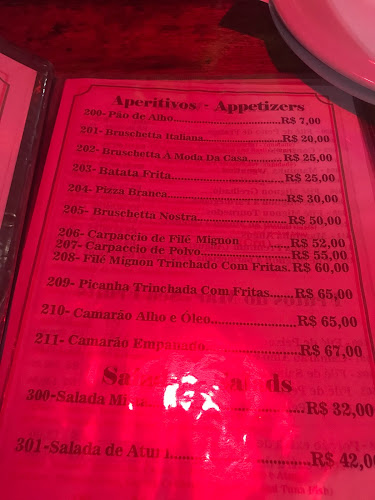 Aperitivos - Appetizers
200- Pão de Alho R$ 7,00
201- Bruschetta Italiana R$ 20,00
202- Bruschetta À Moda Da Casa R$ 25,00
203- Batata Frita R$ 25,00
204- Pizza Branca R$ 30,00
205- Bruschetta Nostra R$ 50,00
206- Carpaccio de Filé Mignon R$ 52,00
207- Carpaccio de Polvo R$ 55,00
208- Filé Mignon Trinchado Com Fritas R$ 60,00
209- Picanha Trinchada Com Fritas R$ 65,00
210- Camarão Alho e Óleo R$ 65,00
211- Camarão Empanado R$ 67,00
300- Salada R$ 32,00
301- Salada de R$ 42,00